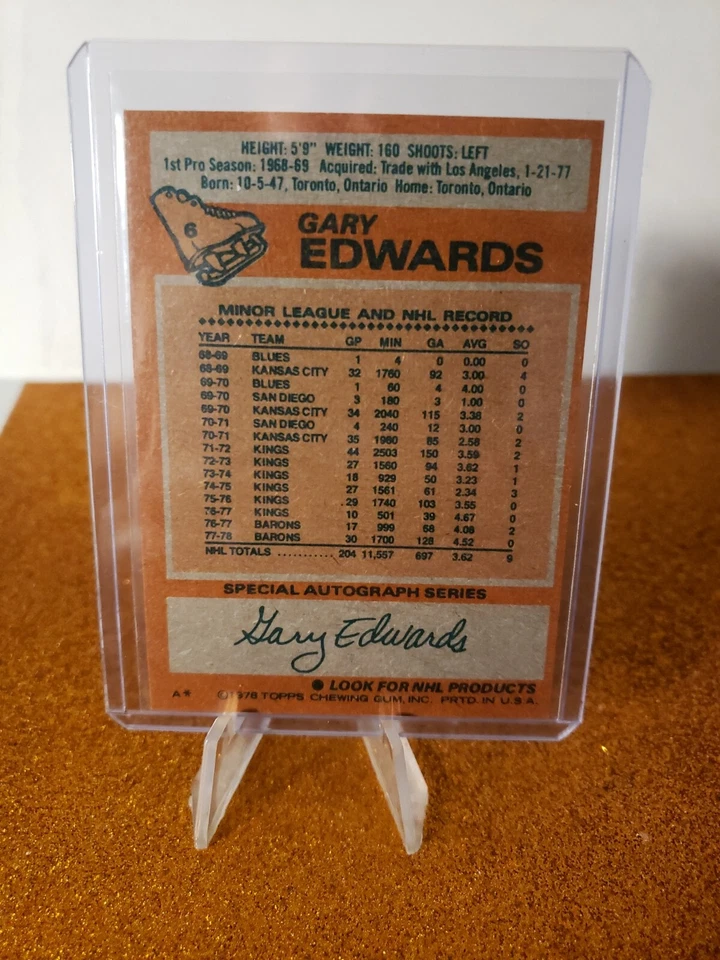 HEIGHT: 5'9" WEIGHT: 160 SHOOTS: LEFT
1st Pro Season: 1968-69 Acquired: Trade with Los Angeles, 1-21-77
Born: 10-5-47, Toronto, Ontario Home: Toronto, Ontario
6
GARY
EDWARDS
MINOR LEAGUE AND NHL RECORD
YEAR TEAM GP MIN GA AVG SO
68-69 BLUES 1 4 0 0.00 0
68-69 KANSAS CITY 32 1760 92 3.00 4
69-70 BLUES 1 60 4 4.00 0
69-70 SAN DIEGO 3 180 3 1.00 0
69-70 KANSAS CITY 34 2040 115 3.38 2
70-71 SAN DIEGO 4 240 12 3.00 0
70-71 KANSAS CITY 35 1980 85 2.58 2
71-72 KINGS 44 2503 150 3.59 2
72-73 KINGS 27 1560 94 3.62 1
73-74 KINGS 18 929 50 3.23 1
74-75 KINGS 27 1561 61 2.34 3
75-76 KINGS 29 1740 103 3.55 0
76-77 KINGS 10 501 39 4.67 0
76-77 BARONS 17 999 68 4.08 2
77-78 BARONS 30 1700 128 4.52 0
NHL TOTALS ........... 204 11,557 697 3.62 9
SPECIAL AUTOGRAPH SERIES
Gary Edwards
LOOK FOR NHL PRODUCTS
A* ©1978 TOPPS CHEWING GUM, INC. PRTD. IN U.S.A.